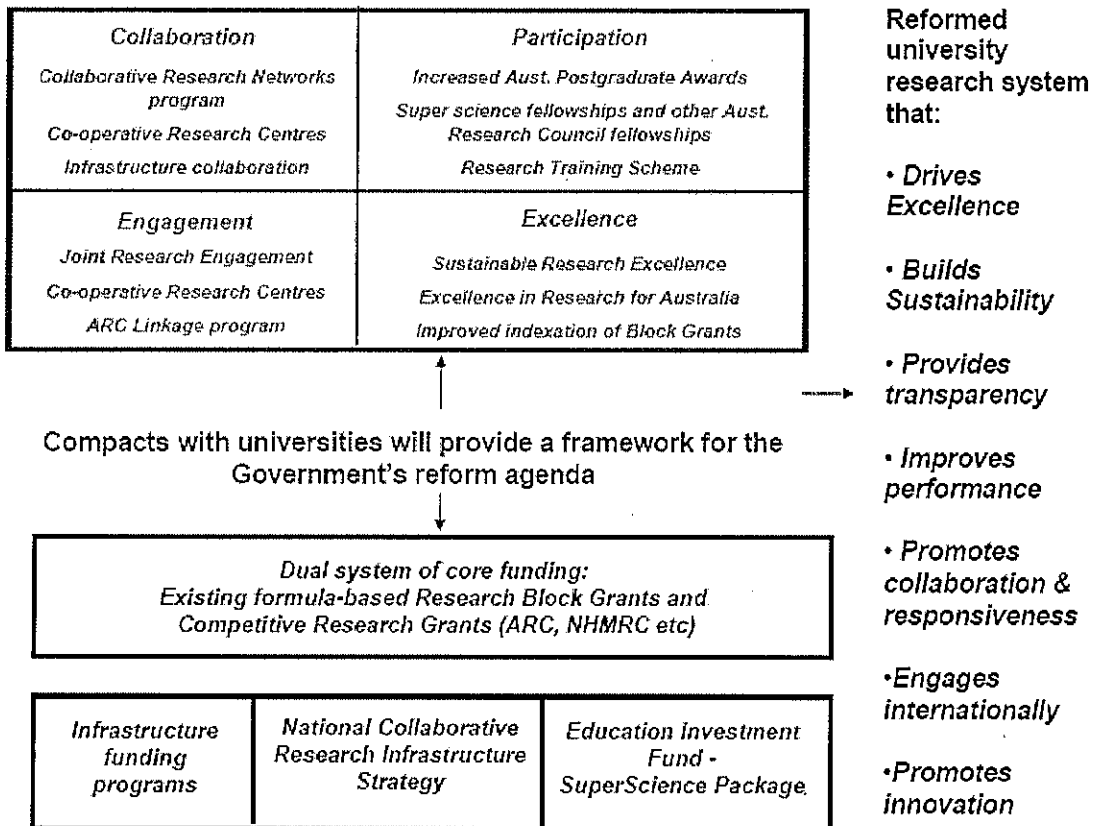 Collaboration
Collaborative Research Networks
program
Co-operative Research Centres
Infrastructure collaboration
Participation
Increased Aust. Postgraduate Awards
Super science fellowships and other Aust.
Research Council fellowships
Research Training Scheme
Engagement
Joint Research Engagement
Co-operative Research Centres
ARC Linkage program
Excellence
Sustainable Research Excellence
Excellence in Research for Australia
Improved indexation of Block Grants
Compacts with universities will provide a framework for the
Government's reform agenda
Dual system of core funding:
Existing formula-based Research Block Grants and
Competitive Research Grants (ARC, NHMRC etc)
Infrastructure
funding
programs
National Collaborative
Research Infrastructure
Strategy
Education Investment
Fund -
SuperScience Package
Reformed
university
research system
that:
• Drives
Excellence
• Builds
Sustainability
• Provides
transparency
• Improves
performance
• Promotes
collaboration &
responsiveness
•Engages
internationally
•Promotes
innovation